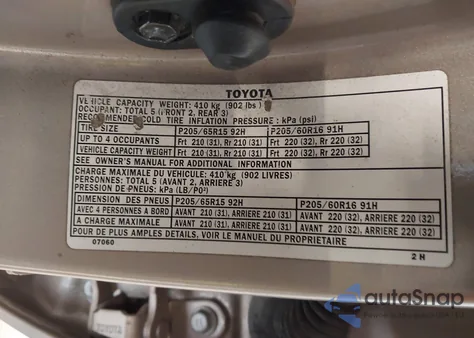 TOYOTA
VEHICLE CAPACITY WEIGHT: 410 kg (902 lbs)
OCCUPANT: TOTAL 5 (FRONT 2, REAR 3)
RECOMMENDED COLD TIRE INFLATION PRESSURE: kPa (psi)
TIRE SIZE P205/65R15 92H P205/60R16 91H
UP TO 4 OCCUPANTS Frt 210 (31), Rr 210 (31) Frt 220 (32), Rr 220 (32)
VEHICLE CAPACITY WEIGHT Frt 210 (31), Rr 210 (31) Frt 220 (32), Rr 220 (32)
SEE OWNER'S MANUAL FOR ADDITIONAL INFORMATION
CHARGE MAXIMALE DU VEHICULE: 410 kg (902 LIVRES)
PERSONNES: TOTAL 5 (AVANT 2, ARRIERE 3)
PRESSION DE PNEUS: kPa (LB/PO²)
DIMENSION DES PNEUS P205/65R15 92H P205/60R16 91H
AVEC 4 PERSONNES A BORD AVANT 210 (31), ARRIERE 210 (31) AVANT 220 (32), ARRIERE 220 (32)
A CHARGE MAXIMALE AVANT 210 (31), ARRIERE 210 (31) AVANT 220 (32), ARRIERE 220 (32)
POUR DE PLUS AMPLES DETAILS, VOIR LE MANUEL DU PROPRIETAIRE
07060 2 H
TOYOTA
autoSnap